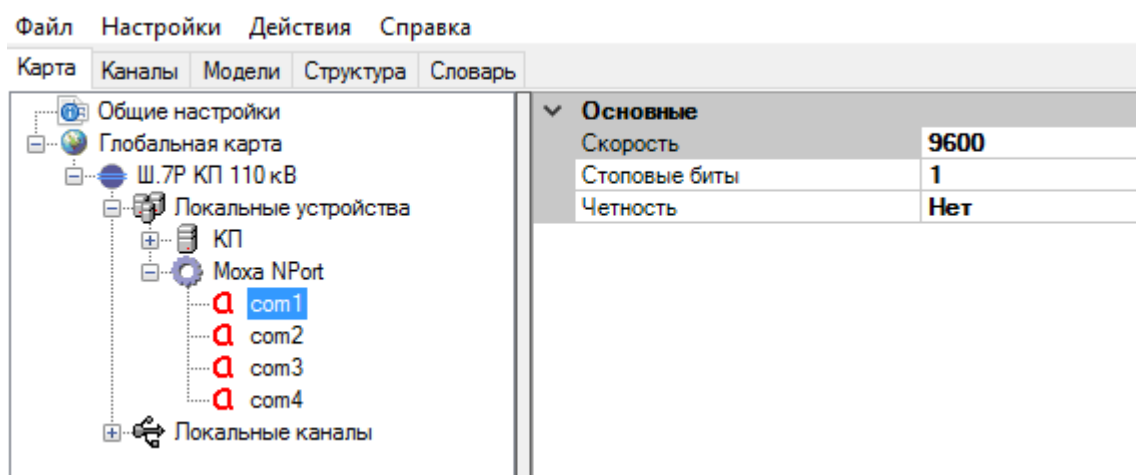 Файл Настройки Действия Справка
Карта Каналы Модели Структура Словарь
Общие настройки
Глобальная карта
Ш.7Р КП 110 кВ
Локальные устройства
КП
Moxa NPort
com1
com2
com3
com4
Локальные каналы
Основные
Скорость 9600
Стоповые биты 1
Четность Нет